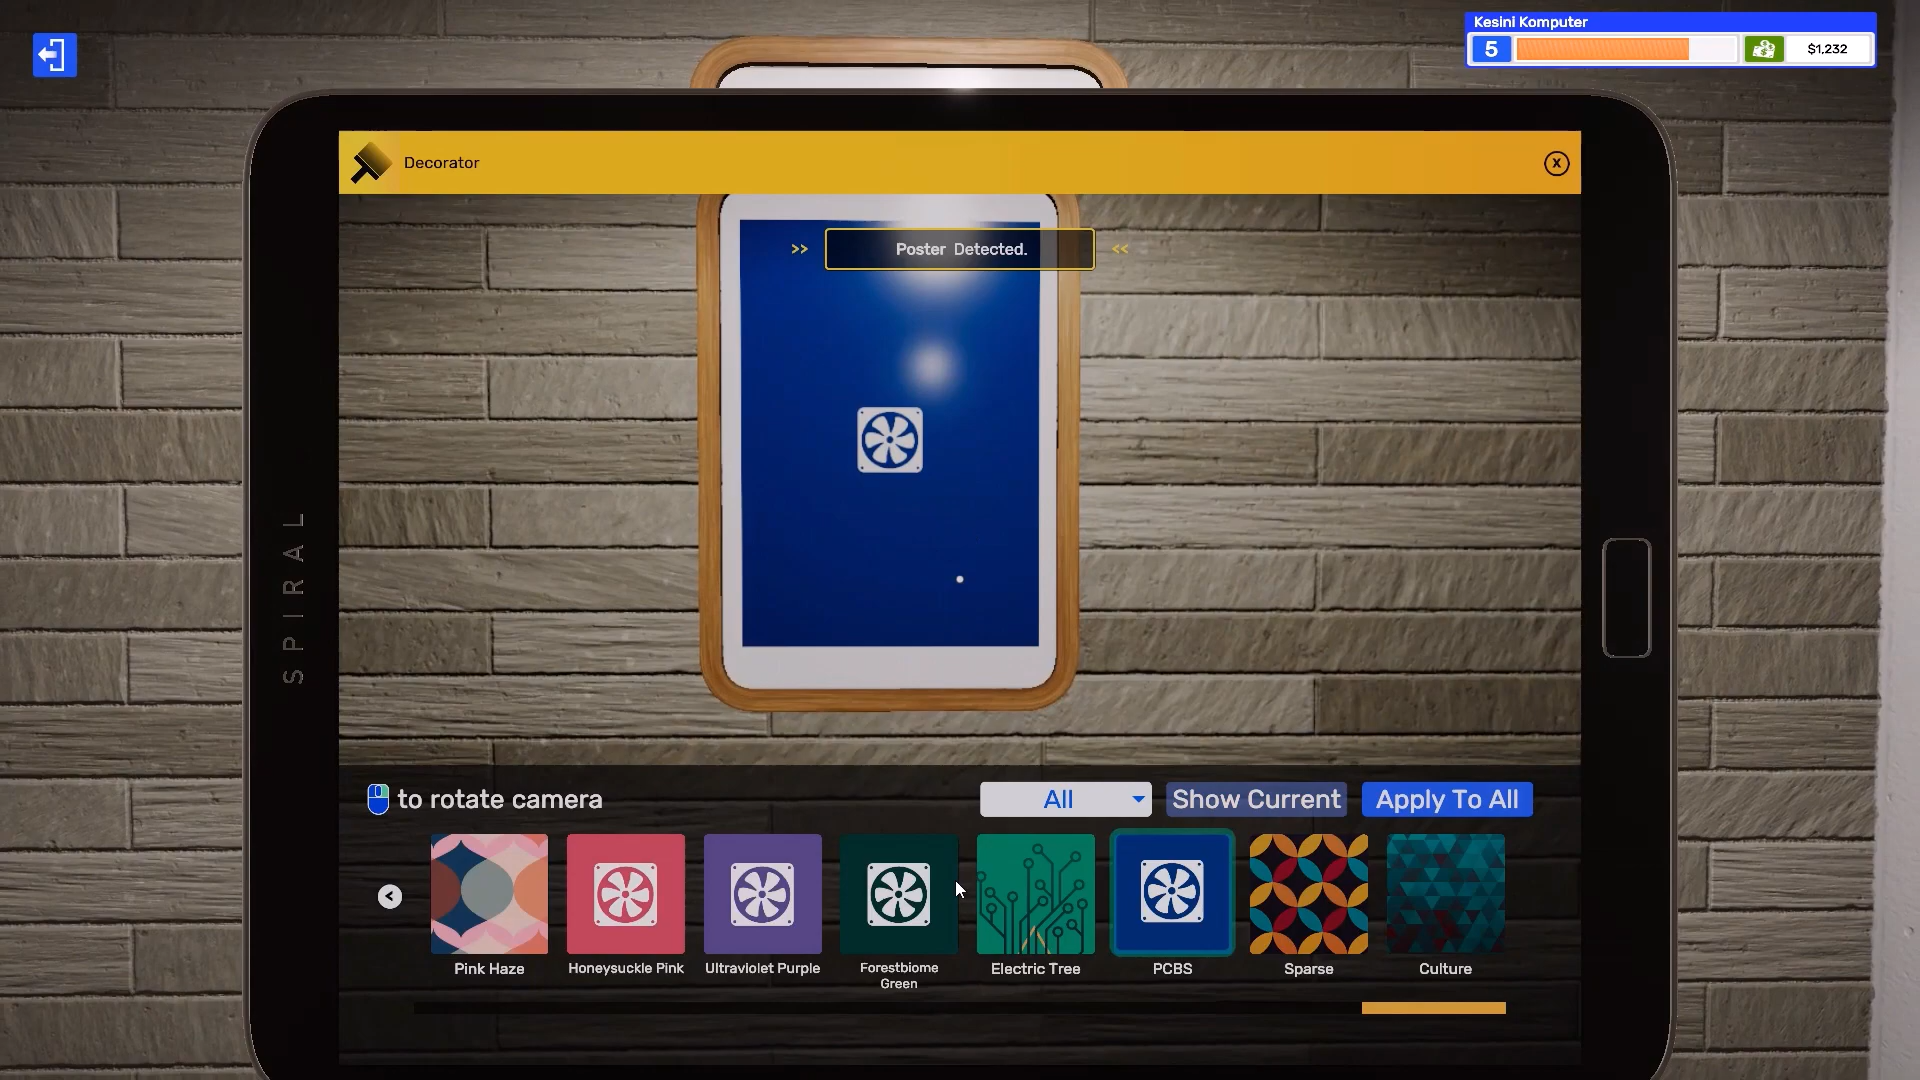 Kesini Komputer
5
$1,232
Decorator
X
>> Poster Detected. <<
SPIRAL
to rotate camera
All
Show Current
Apply To All
Pink Haze
Honeysuckle Pink
Ultraviolet Purple
Forestbiome
Green
Electric Tree
PCBS
Sparse
Culture